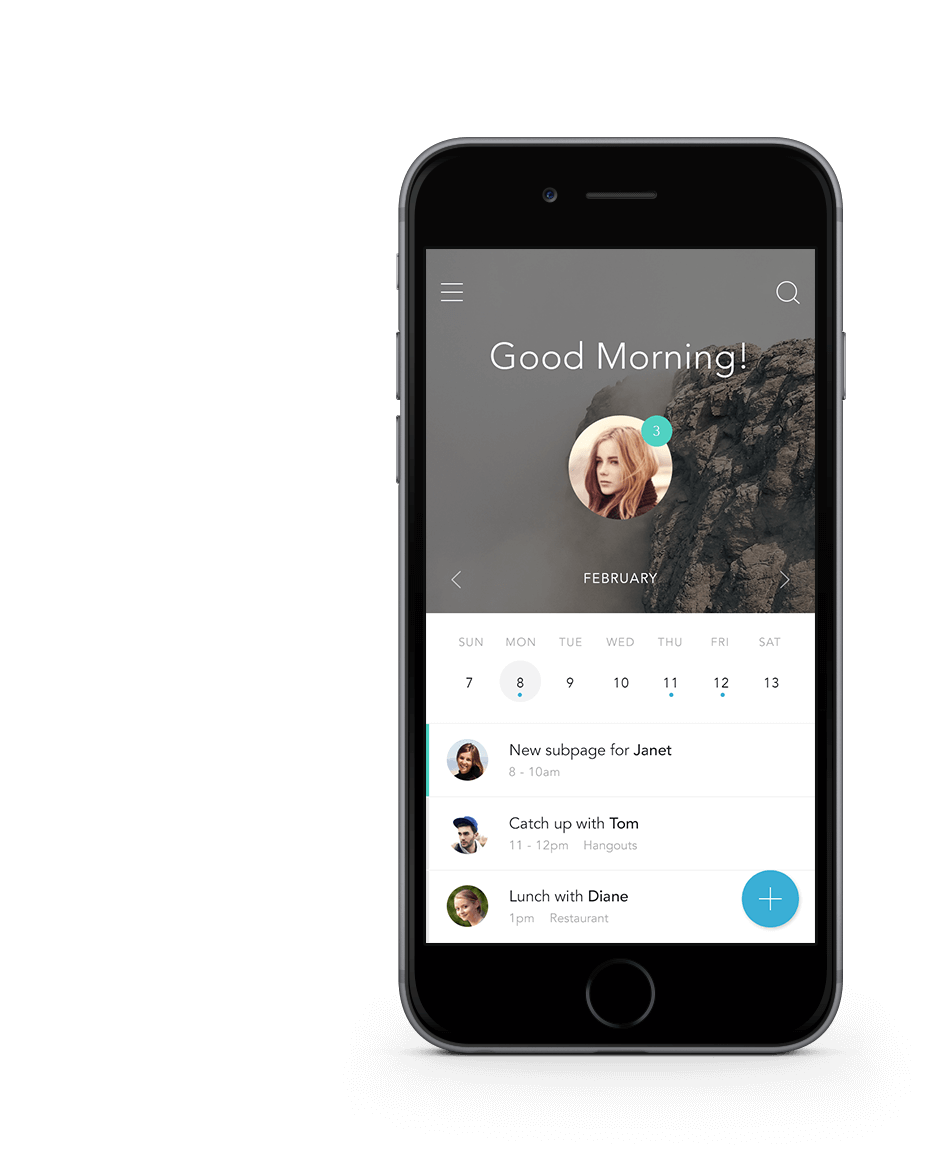 Good Morning!
3
FEBRUARY
SUN MON TUE WED THU FRI SAT
7 8 9 10 11 12 13
New subpage for Janet
8 - 10am
Catch up with Tom
11 - 12pm Hangouts
Lunch with Diane
1pm Restaurant